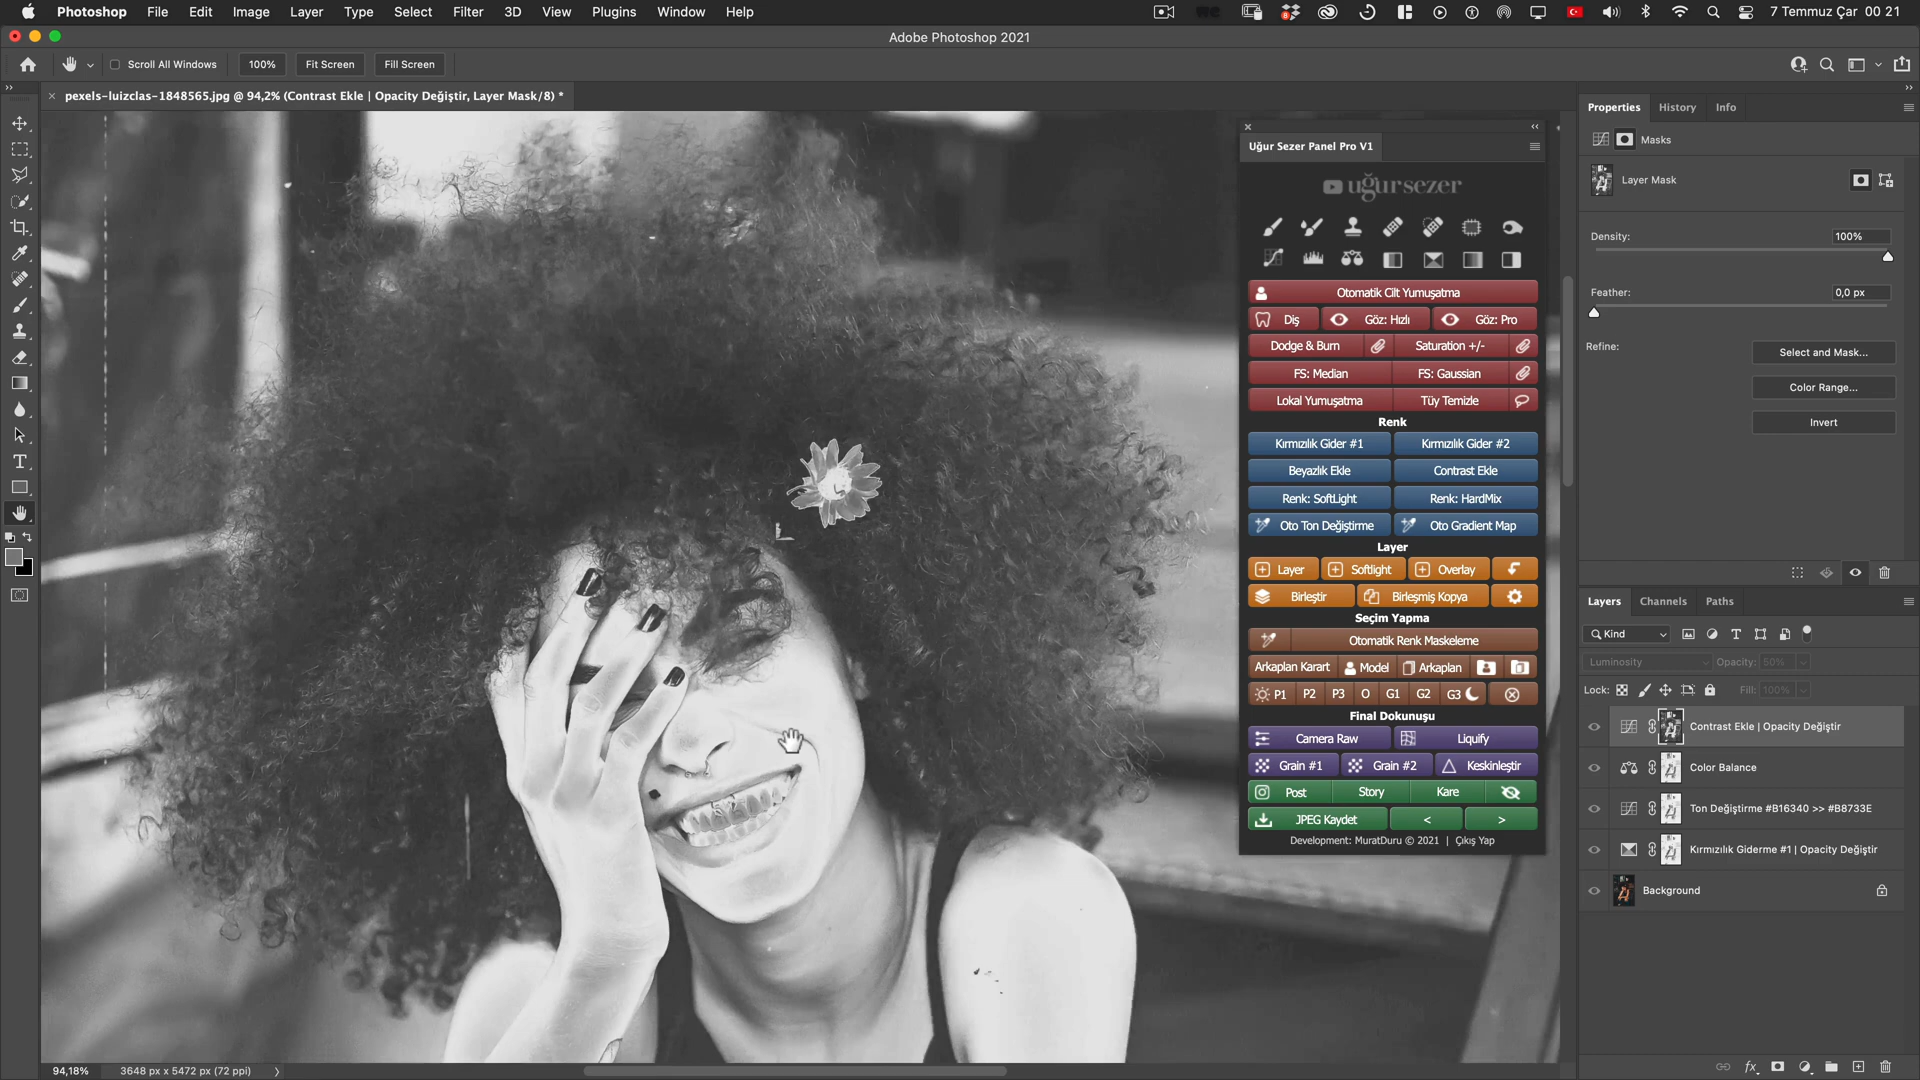 Photoshop File Edit Image Layer Type Select Filter 3D View Plugins Window Help
7 Temmuz Çar 00 21
Adobe Photoshop 2021
Scroll All Windows 100% Fit Screen Fill Screen
pexels-luizclas-1848565.jpg @ 94,2% (Contrast Ekle | Opacity Değiştir, Layer Mask/8) *
Uğur Sezer Panel Pro V1
uğursezer
Otomatik Cilt Yumuşatma
Diş Göz: Hızlı Göz: Pro
Dodge & Burn Saturation +/-
FS: Median FS: Gaussian
Lokal Yumuşatma Tüy Temizle
Renk
Kırmızılık Gider #1 Kırmızılık Gider #2
Beyazlık Ekle Contrast Ekle
Renk: SoftLight Renk: HardMix
Oto Ton Değiştirme Oto Gradient Map
Layer
Layer Softlight Overlay
Birleştir Birleşmiş Kopya
Seçim Yapma
Otomatik Renk Maskeleme
Arkaplan Karart Model Arkaplan
P1 P2 P3 O G1 G2 G3
Final Dokunuşu
Camera Raw Liquify
Grain #1 Grain #2 Keskinleştir
Post Story Kare
JPEG Kaydet < >
Development: MuratDuru © 2021 | Çıkış Yap
Properties History Info
Masks
Layer Mask
Density: 100%
Feather: 0,0 px
Refine:
Select and Mask...
Color Range...
Invert
Layers Channels Paths
Kind
Luminosity Opacity: 50%
Lock: Fill: 100%
Contrast Ekle | Opacity Değiştir
Color Balance
Ton Değiştirme #B16340 >> #B8733E
Kırmızılık Giderme #1 | Opacity Değiştir
Background
94,18% 3648 px x 5472 px (72 ppi)